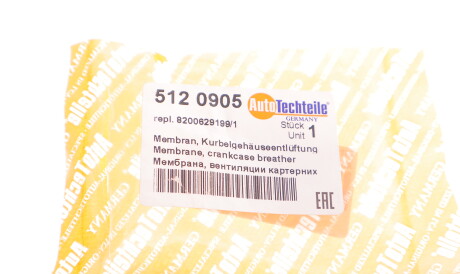 512 0905 AutoTechteile
GERMANY
repl. 8200629199/1
Stück
Unit 1
Membran, Kurbelgehäuseentlüftung
Membrane, crankcase breather
Мембрана, вентиляции картерних
EAC